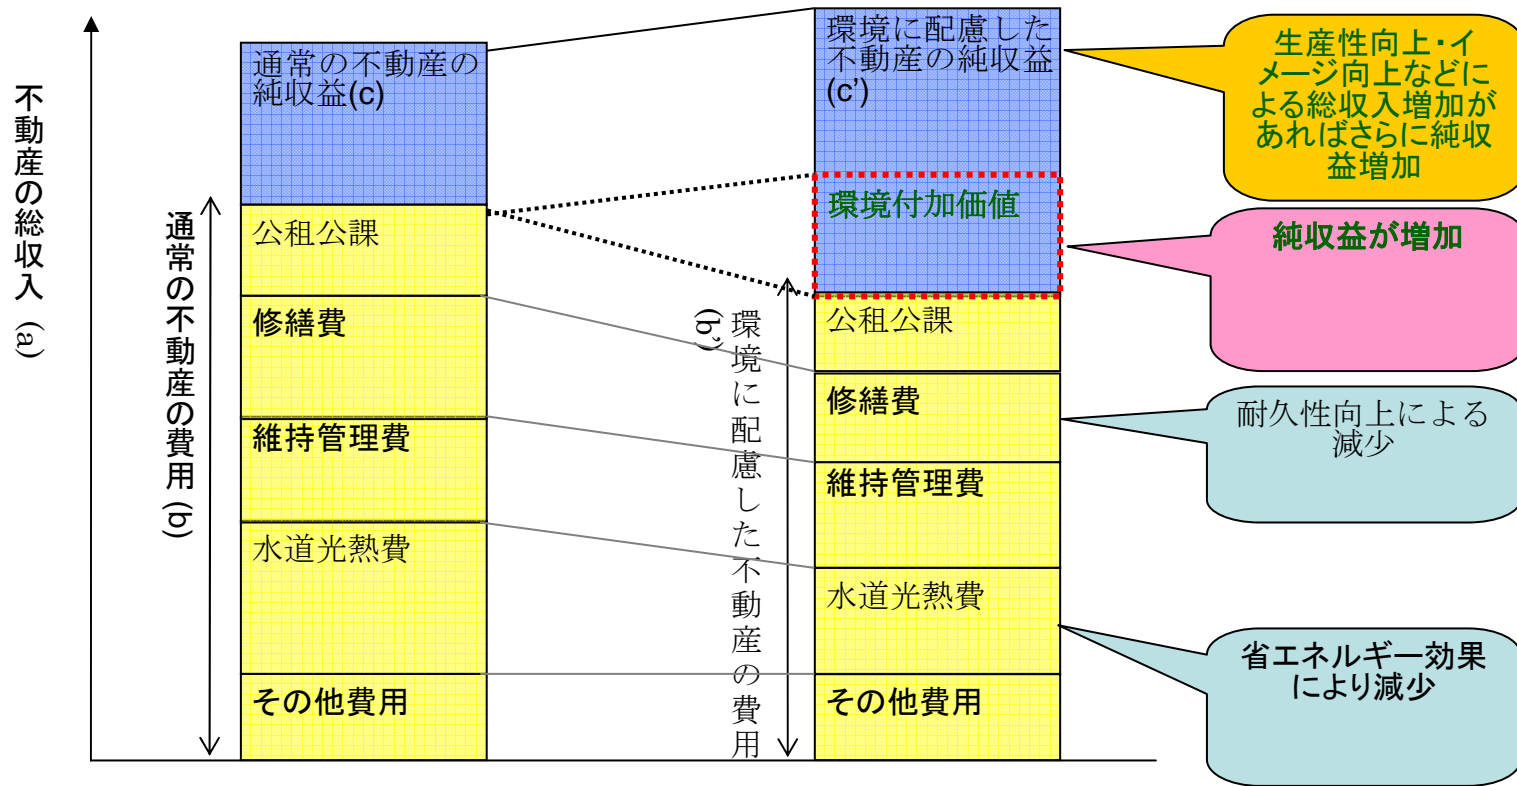 不動産の総収入 (a)
通常の不動産の費用 (b)
通常の不動産の
純収益(c)
公租公課
修繕費
維持管理費
水道光熱費
その他費用
環境に配慮した不動産の費用
(b’)
環境に配慮した
不動産の純収益
(c’)
環境付加価値
公租公課
修繕費
維持管理費
水道光熱費
その他費用
生産性向上・イ
メージ向上などに
よる総収入増加が
あればさらに純収
益増加
純収益が増加
耐久性向上による
減少
省エネルギー効果
により減少